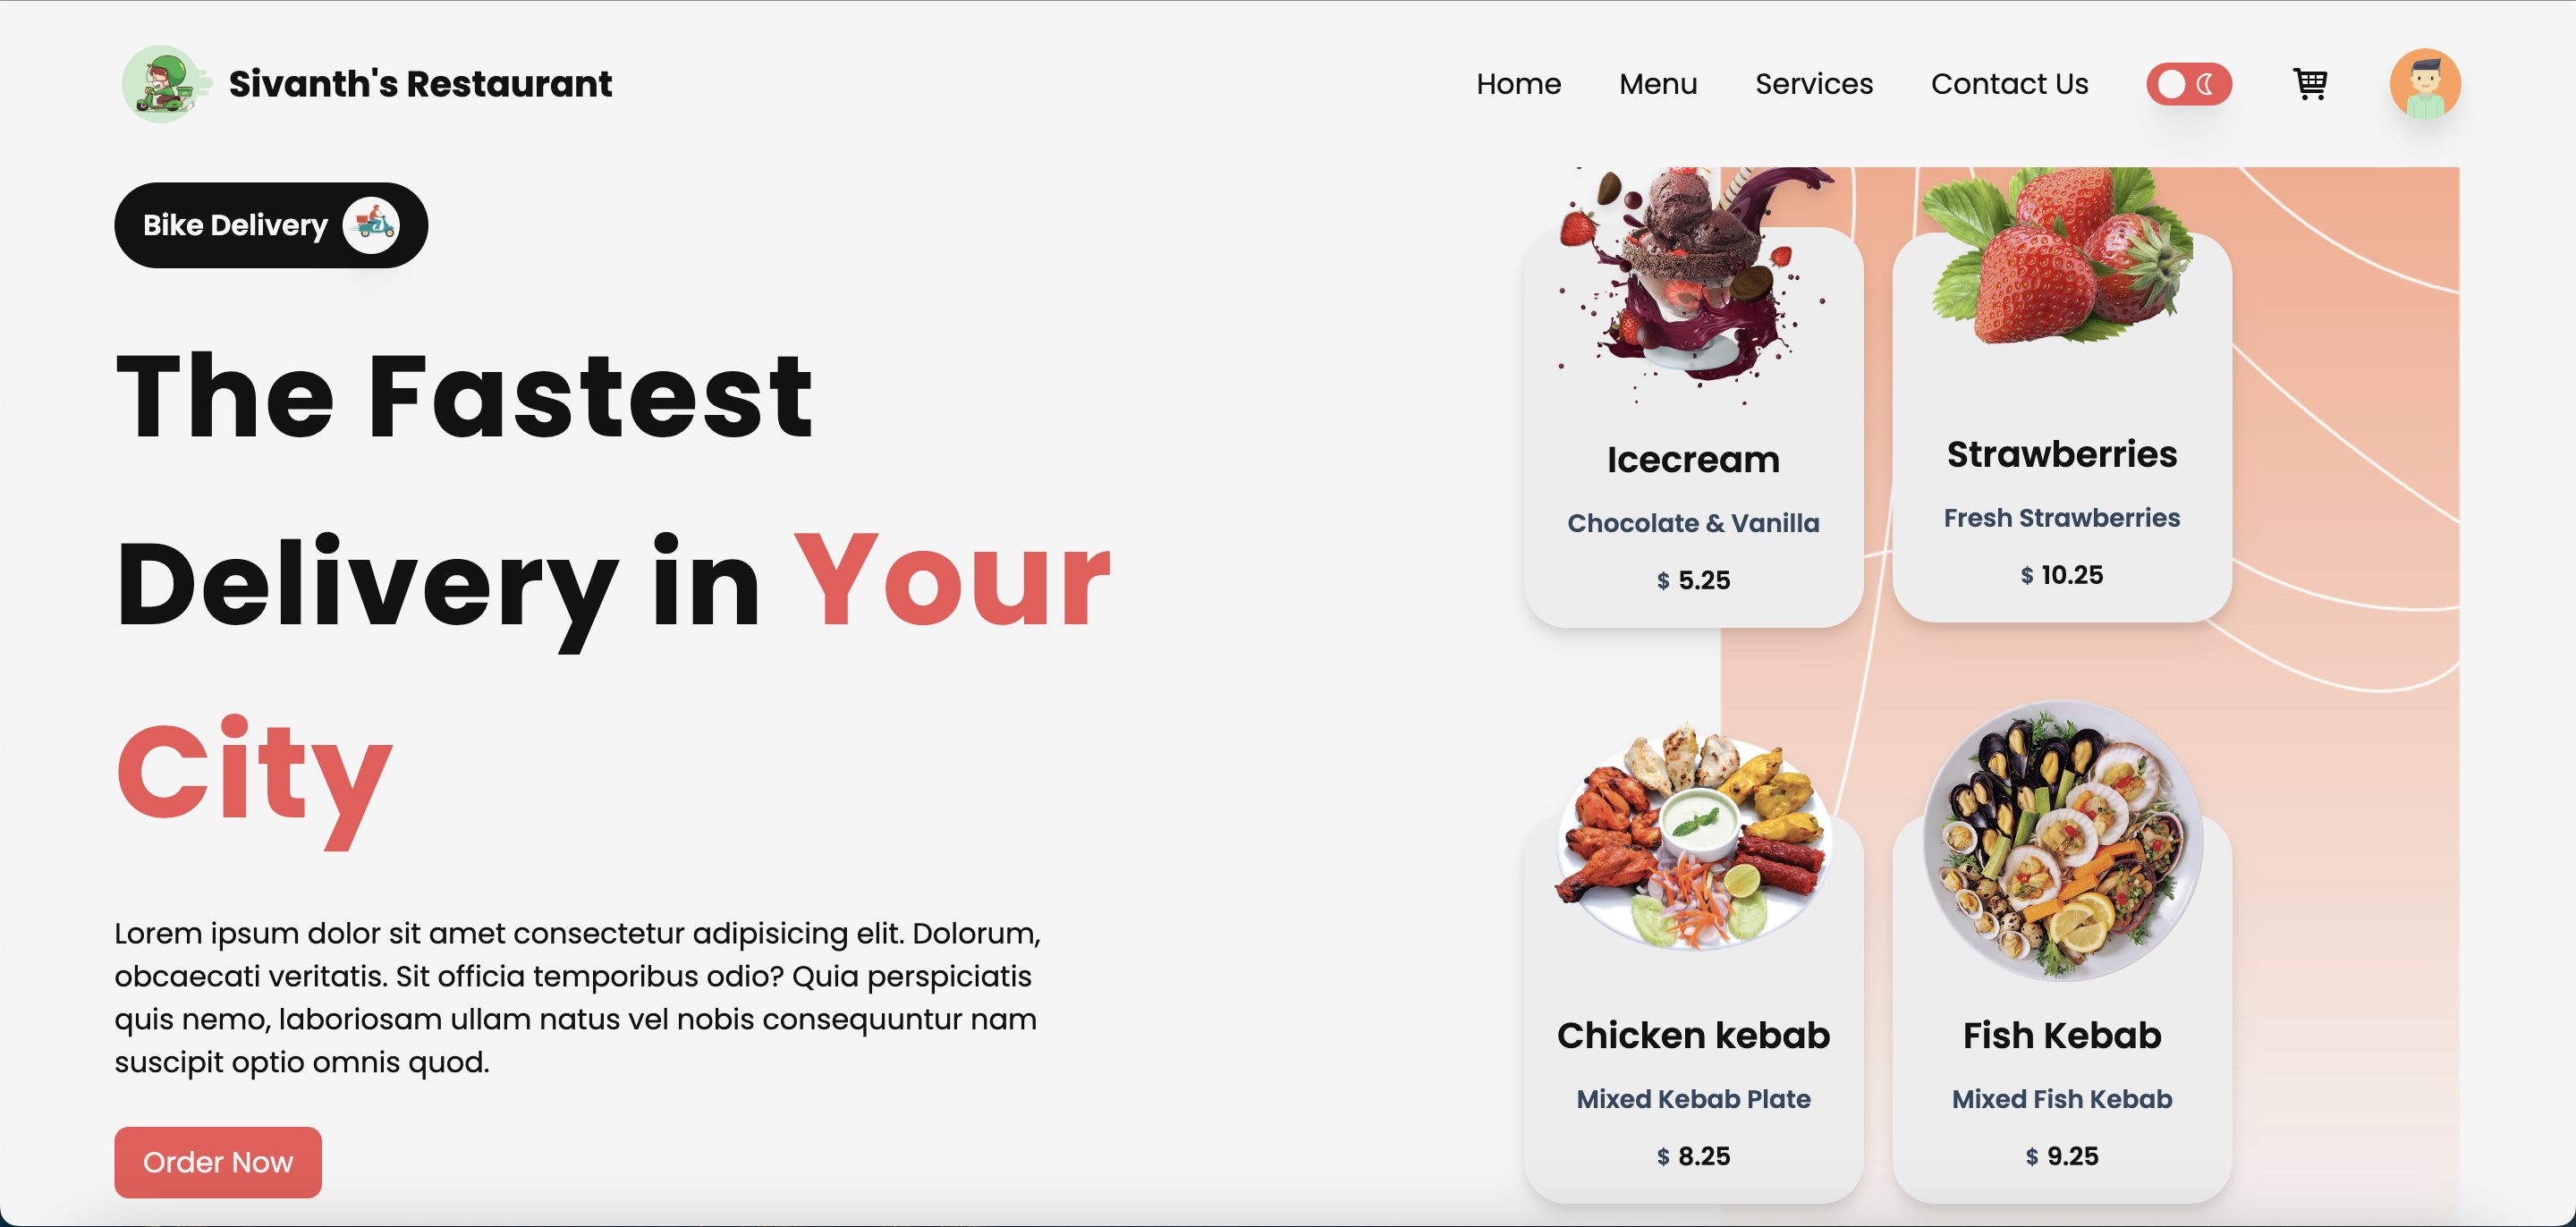 Sivanth's Restaurant
Home
Menu
Services
Contact Us
Bike Delivery
The Fastest
Delivery in Your
City
Lorem ipsum dolor sit amet consectetur adipisicing elit. Dolorum,
obcaecati veritatis. Sit officia temporibus odio? Quia perspiciatis
quis nemo, laboriosam ullam natus vel nobis consequuntur nam
suscipit optio omnis quod.
Order Now
Icecream
Chocolate & Vanilla
$ 5.25
Strawberries
Fresh Strawberries
$ 10.25
Chicken kebab
Mixed Kebab Plate
$ 8.25
Fish Kebab
Mixed Fish Kebab
$ 9.25